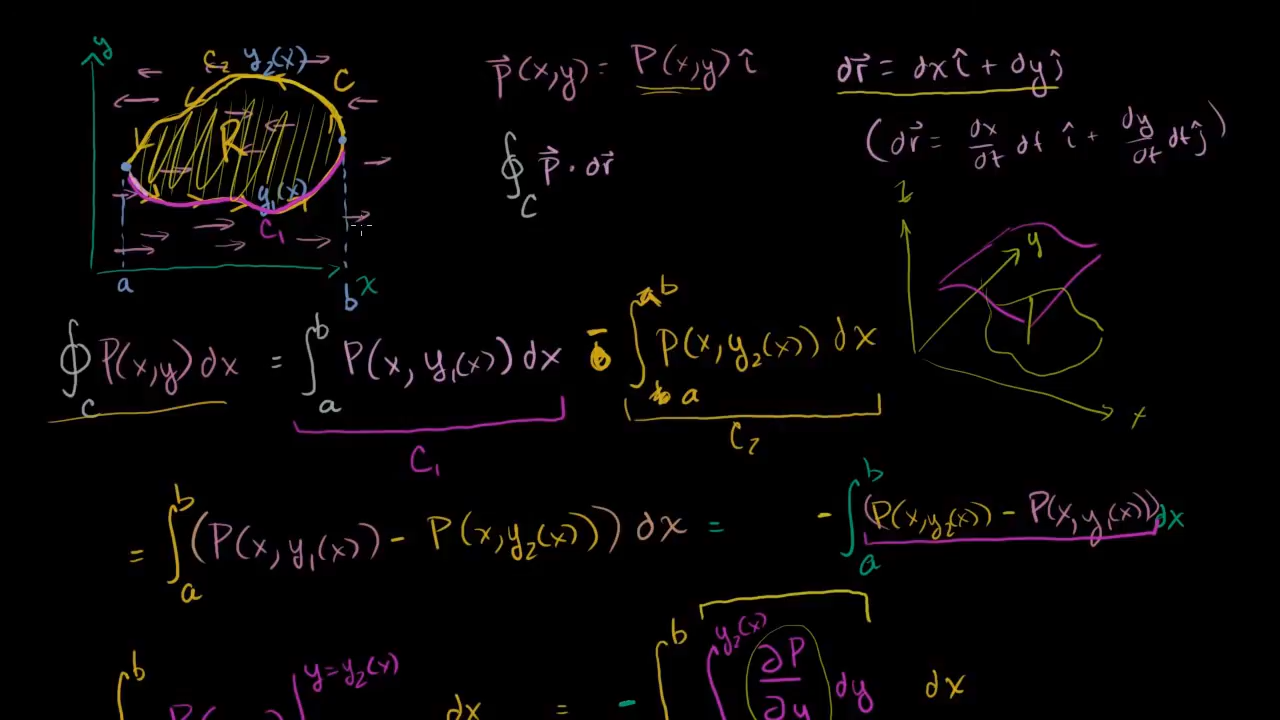 y
C₂ y₂(x)
C
R
y₁(x)
C₁
a
b
x
p⃗(x,y) = P(x,y) î
dr⃗ = dx î + dy ĵ
∮_C p⃗ · dr⃗
(dr⃗ = dx/dt dt î + dy/dt dt ĵ)
z
y
x
∮_C P(x,y) dx = ∫_a^b P(x, y₁(x)) dx - ∫_a^b P(x, y₂(x)) dx
C₁
C₂
= ∫_a^b (P(x, y₁(x)) - P(x, y₂(x))) dx = - ∫_a^b (P(x, y₂(x)) - P(x, y₁(x))) dx
b y=y₂(x) dx = - ∫^b ∫^y₂(x) ∂P/∂y dy dx